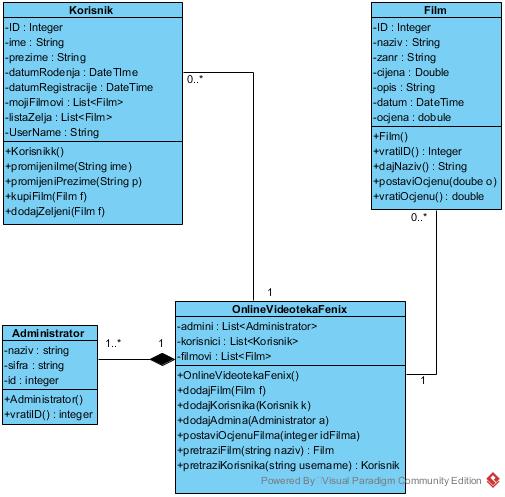 Korisnik
-ID : Integer
-ime : String
-prezime : String
-datumRodenja : DateTIme
-datumRegistracije : DateTime
-mojiFilmovi : List<Film>
-listaZelja : List<Film>
-UserName : String
+Korisnikk()
+promijeniIme(String ime)
+promijeniPrezime(String p)
+kupiFilm(Film f)
+dodajZeljeni(Film f)
0..*
Film
-ID : Integer
-naziv : String
-zanr : String
-cijena : Double
-opis : String
-datum : DateTime
-ocjena : dobule
+Film()
+vratiID() : Integer
+dajNaziv() : String
+postaviOcjenu(doube o)
+vratiOcjenu() : double
0..*
1
Administrator
-naziv : string
-sifra : string
-id : integer
+Administrator()
+vratiID() : integer
1..*
1
OnlineVideotekaFenix
-admini : List<Administrator>
-korisnici : List<Korisnik>
-filmovi : List<Film>
+OnlineVideotekaFenix()
+dodajFilm(Film f)
+dodajKorisnika(Korisnik k)
+dodajAdmina(Administrator a)
+postaviOcjenuFilma(integer idFilma)
+pretraziFilm(string naziv) : Film
+pretraziKorisnika(string username) : Korisnik
1
Powered By Visual Paradigm Community Edition